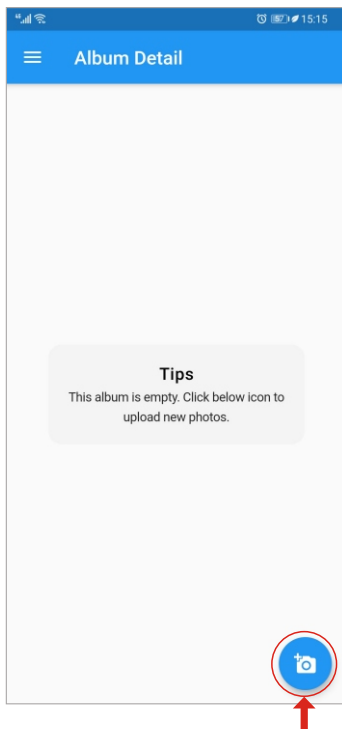 15:15
Album Detail
Tips
This album is empty. Click below icon to
upload new photos.